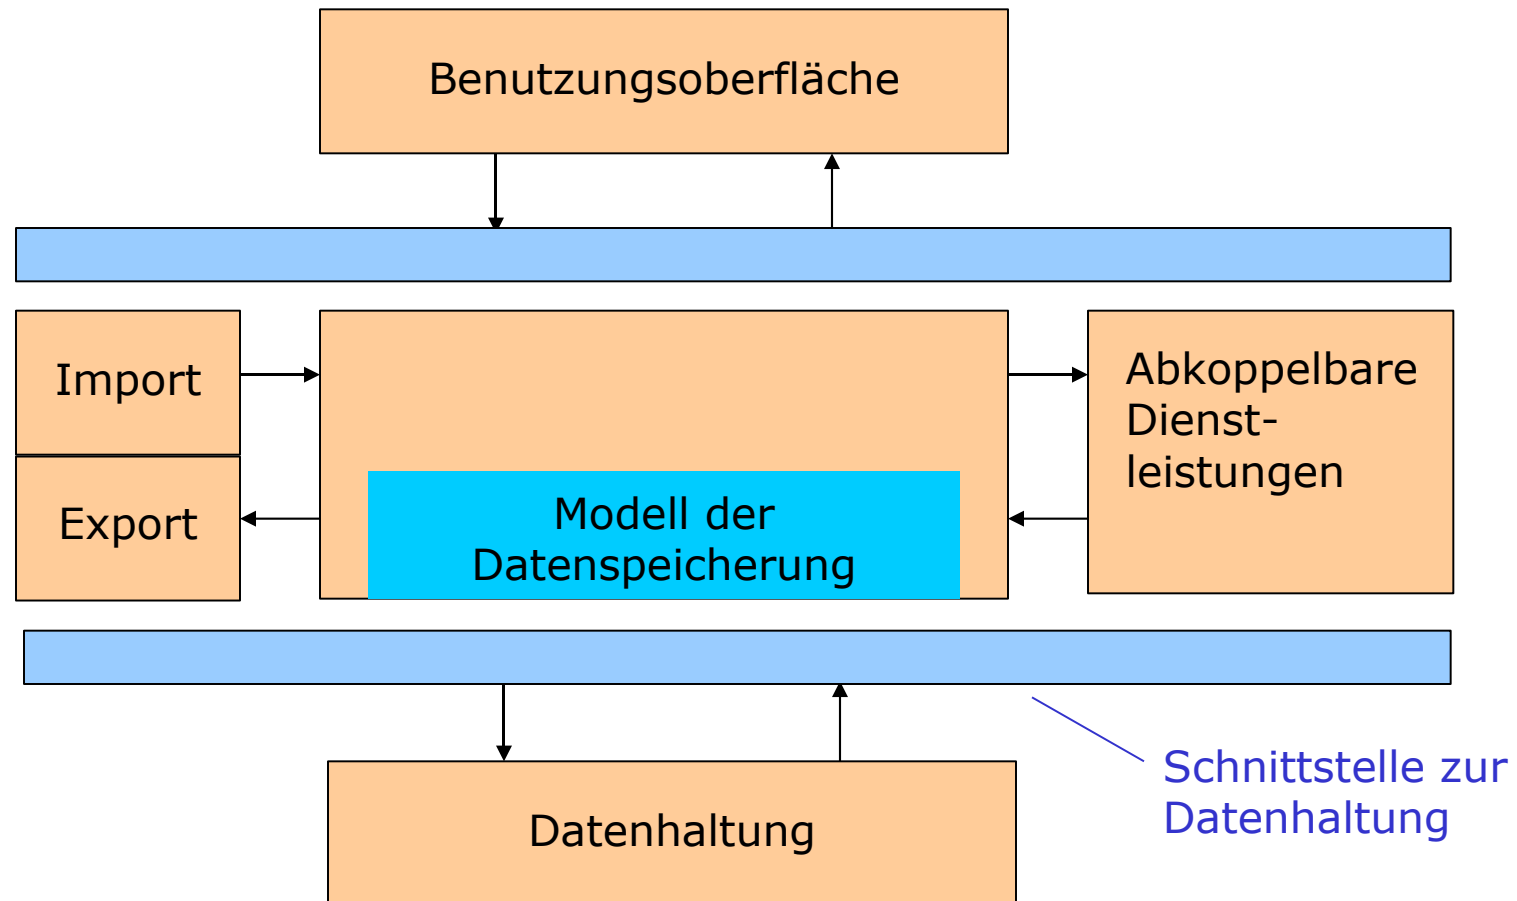 Benutzungsoberfläche
Import
Export
Modell der
Datenspeicherung
Abkoppelbare
Dienst-
leistungen
Schnittstelle zur
Datenhaltung
Datenhaltung